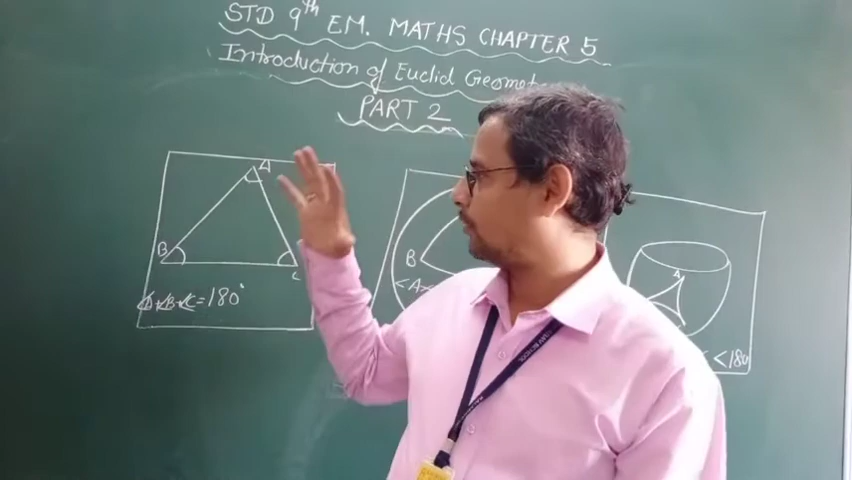 STD 9th EM. MATHS CHAPTER 5
Introduction of Euclid Geomet
PART 2
A
B
C
∠A+∠B+∠C=180°
B
<A
A
<180